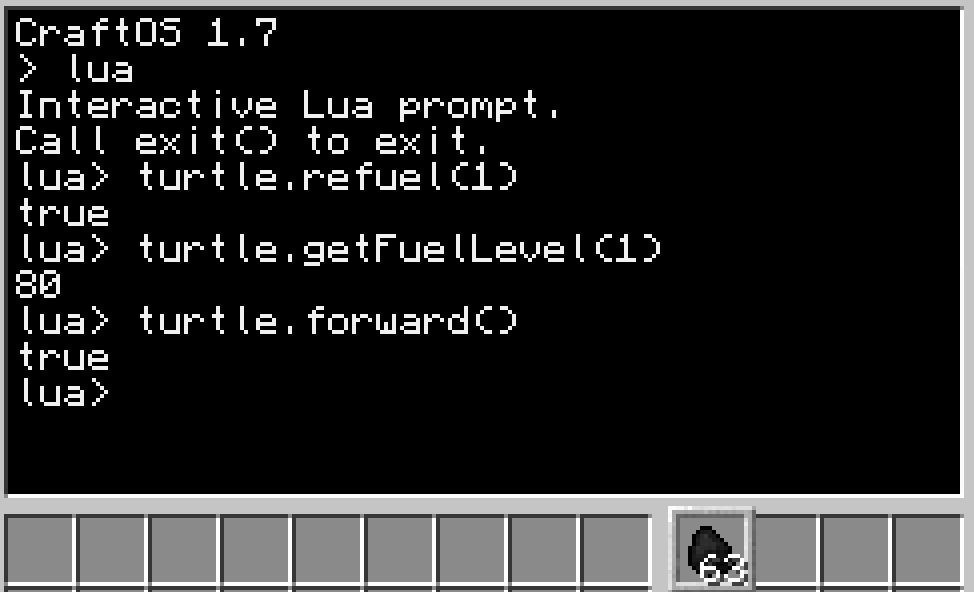 CraftOS 1.7
> lua
Interactive Lua prompt.
Call exit() to exit.
lua> turtle.refuel(1)
true
lua> turtle.getFuelLevel(1)
80
lua> turtle.forward()
true
lua>
63